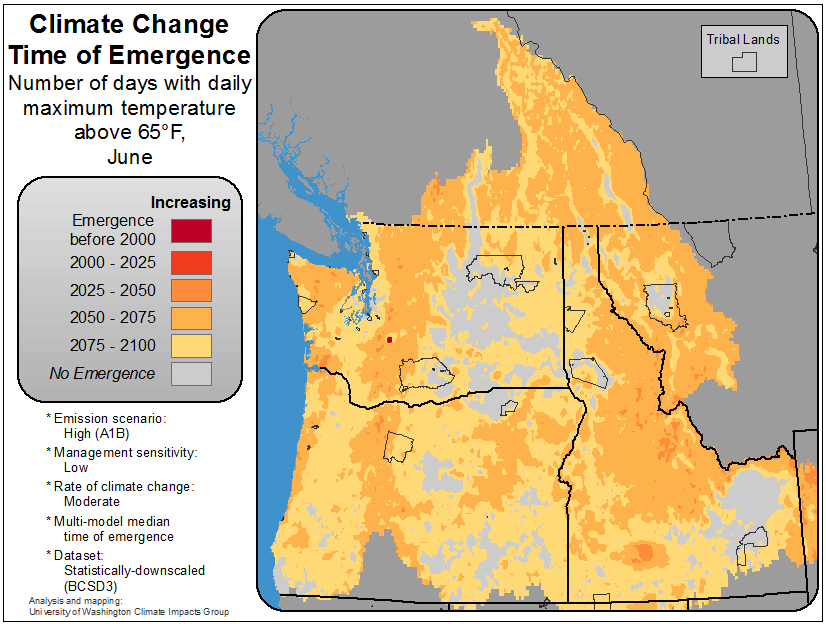 Climate Change
Time of Emergence
Number of days with daily
maximum temperature
above 65°F,
June
Tribal Lands
Increasing
Emergence
before 2000
2000 - 2025
2025 - 2050
2050 - 2075
2075 - 2100
No Emergence
* Emission scenario:
High (A1B)
* Management sensitivity:
Low
* Rate of climate change:
Moderate
* Multi-model median
time of emergence
* Dataset:
Statistically-downscaled
(BCSD3)
Analysis and mapping:
University of Washington Climate Impacts Group